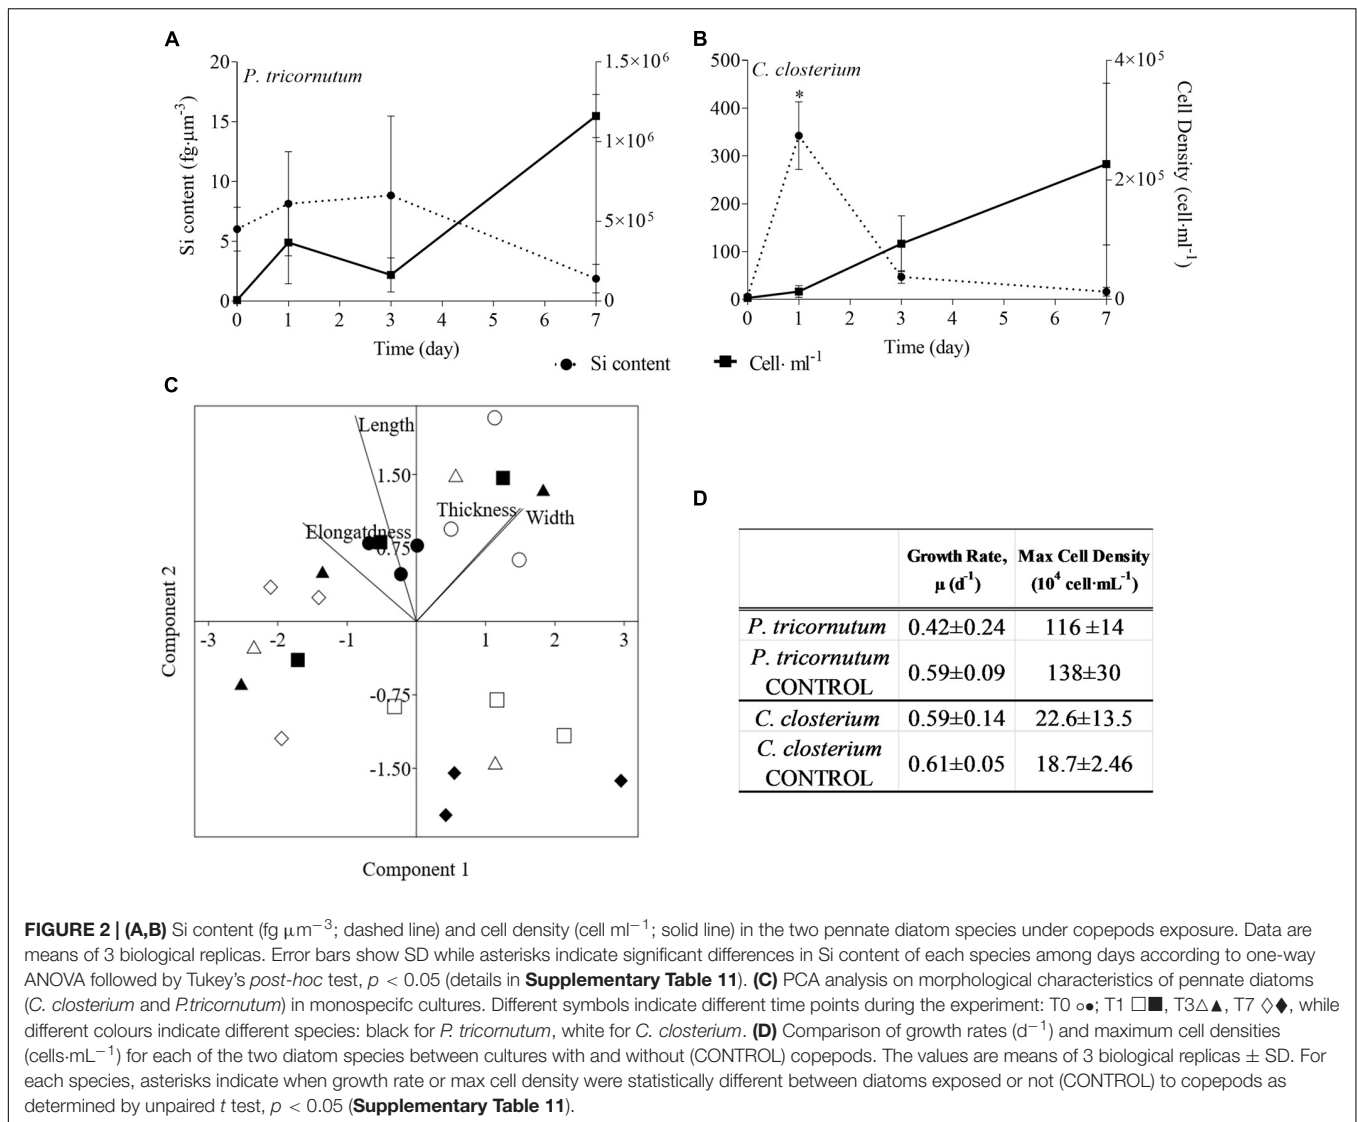 A
B
P. tricornutum
C. closterium
Si content (fg·µm⁻³)
20
15
10
5
0
1.5×10⁶
1×10⁶
5×10⁵
0
0 1 2 3 4 5 6 7
Time (day)
500
400
300
200
100
0
*
4×10⁵
2×10⁵
0
Cell Density (cell·ml⁻¹)
0 1 2 3 4 5 6 7
Time (day)
Si content
Cell· ml⁻¹
C
Length
1.50
Thickness
Width
Elongatdness
0.75
-3 -2 -1 1 2 3
-0.75
-1.50
Component 2
Component 1
D
Growth Rate, µ (d⁻¹) Max Cell Density (10⁴ cell·mL⁻¹)
P. tricornutum 0.42±0.24 116 ±14
P. tricornutum CONTROL 0.59±0.09 138±30
C. closterium 0.59±0.14 22.6±13.5
C. closterium CONTROL 0.61±0.05 18.7±2.46
FIGURE 2 | (A,B) Si content (fg µm−3; dashed line) and cell density (cell ml−1; solid line) in the two pennate diatom species under copepods exposure. Data are
means of 3 biological replicas. Error bars show SD while asterisks indicate significant differences in Si content of each species among days according to one-way
ANOVA followed by Tukey's post-hoc test, p < 0.05 (details in Supplementary Table 11). (C) PCA analysis on morphological characteristics of pennate diatoms
(C. closterium and P.tricornutum) in monospecifc cultures. Different symbols indicate different time points during the experiment: T0 ○●; T1 □■, T3△▲, T7 ◇◆, while
different colours indicate different species: black for P. tricornutum, white for C. closterium. (D) Comparison of growth rates (d−1) and maximum cell densities
(cells·mL−1) for each of the two diatom species between cultures with and without (CONTROL) copepods. The values are means of 3 biological replicas ± SD. For
each species, asterisks indicate when growth rate or max cell density were statistically different between diatoms exposed or not (CONTROL) to copepods as
determined by unpaired t test, p < 0.05 (Supplementary Table 11).